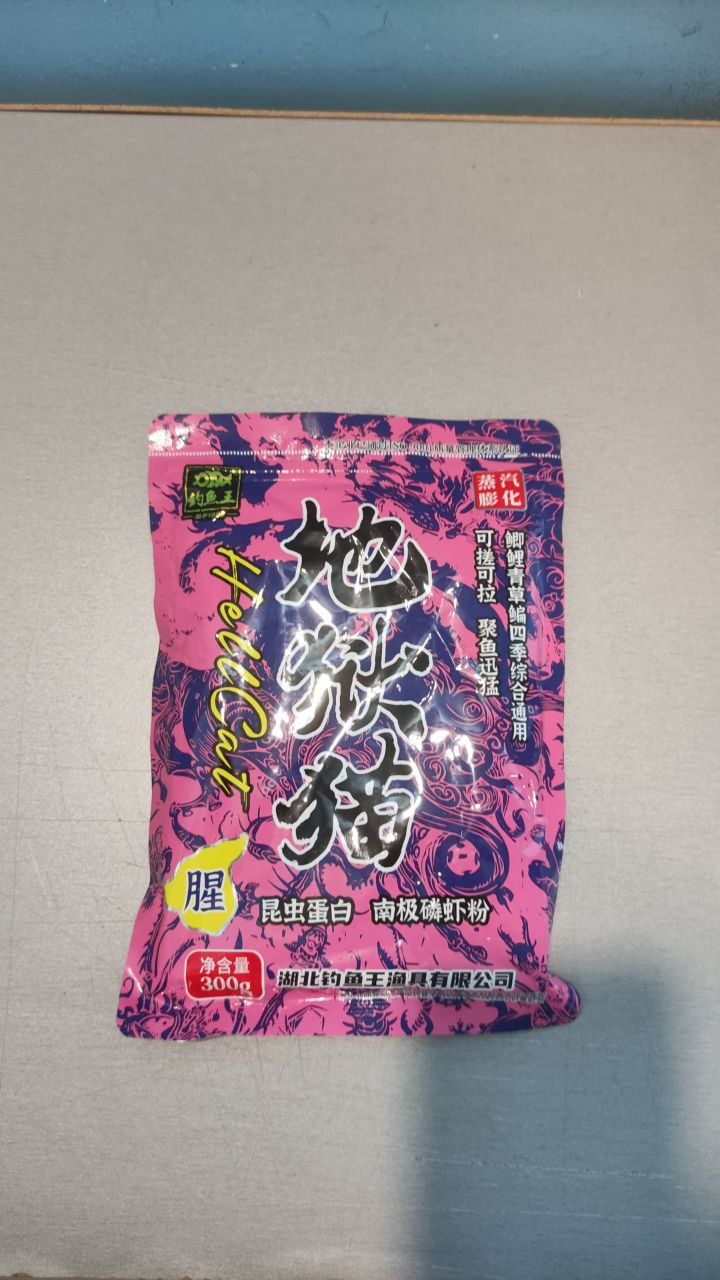 钓鱼王
蒸汽
膨化
地狱猫
HellCat
鲫鲤青草鳊四季综合通用
可搓可拉 聚鱼迅猛
腥
昆虫蛋白 南极磷虾粉
净含量
300g
湖北钓鱼王渔具有限公司